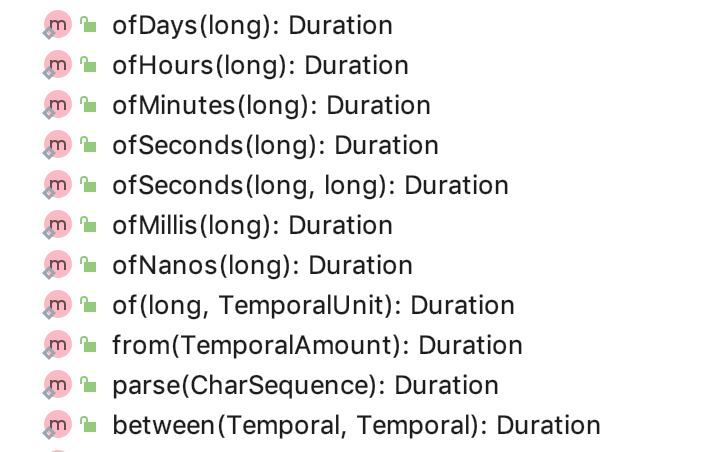 m ofDays(long): Duration
m ofHours(long): Duration
m ofMinutes(long): Duration
m ofSeconds(long): Duration
m ofSeconds(long, long): Duration
m ofMillis(long): Duration
m ofNanos(long): Duration
m of(long, TemporalUnit): Duration
m from(TemporalAmount): Duration
m parse(CharSequence): Duration
m between(Temporal, Temporal): Duration